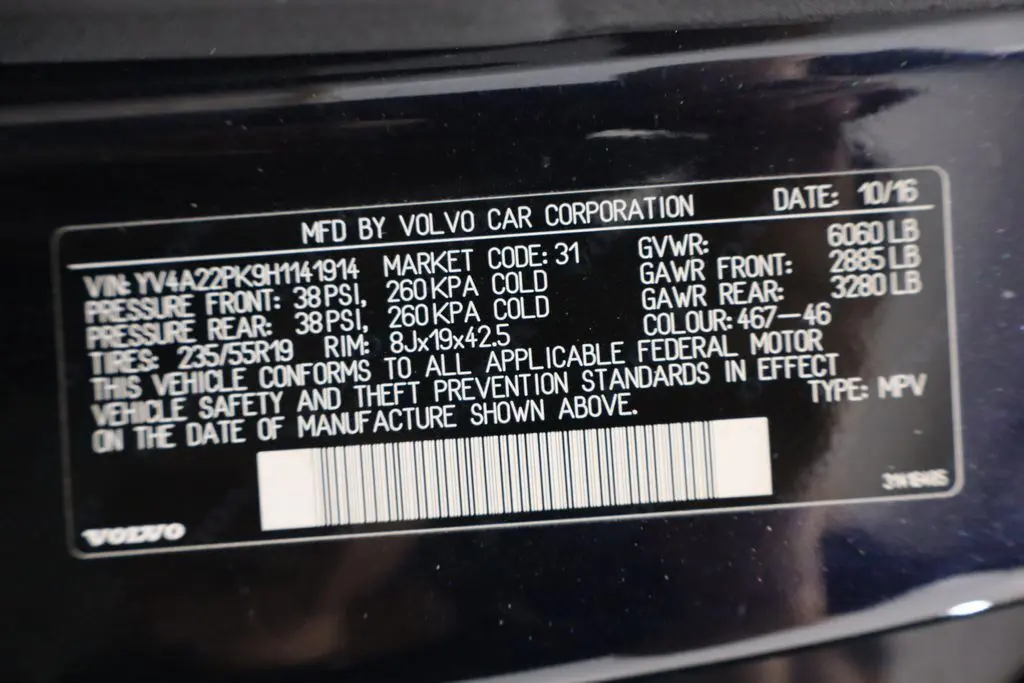 MFD BY VOLVO CAR CORPORATION DATE: 10/16
VIN: YV4A22PK9H1141914 MARKET CODE: 31 GVWR: 6060 LB
PRESSURE FRONT: 38 PSI, 260 KPA COLD GAWR FRONT: 2885 LB
PRESSURE REAR: 38 PSI, 260 KPA COLD GAWR REAR: 3280 LB
TIRES: 235/55R19 RIM: 8Jx19x42.5 COLOUR: 467-46
THIS VEHICLE CONFORMS TO ALL APPLICABLE FEDERAL MOTOR
VEHICLE SAFETY AND THEFT PREVENTION STANDARDS IN EFFECT
ON THE DATE OF MANUFACTURE SHOWN ABOVE. TYPE: MPV
VOLVO